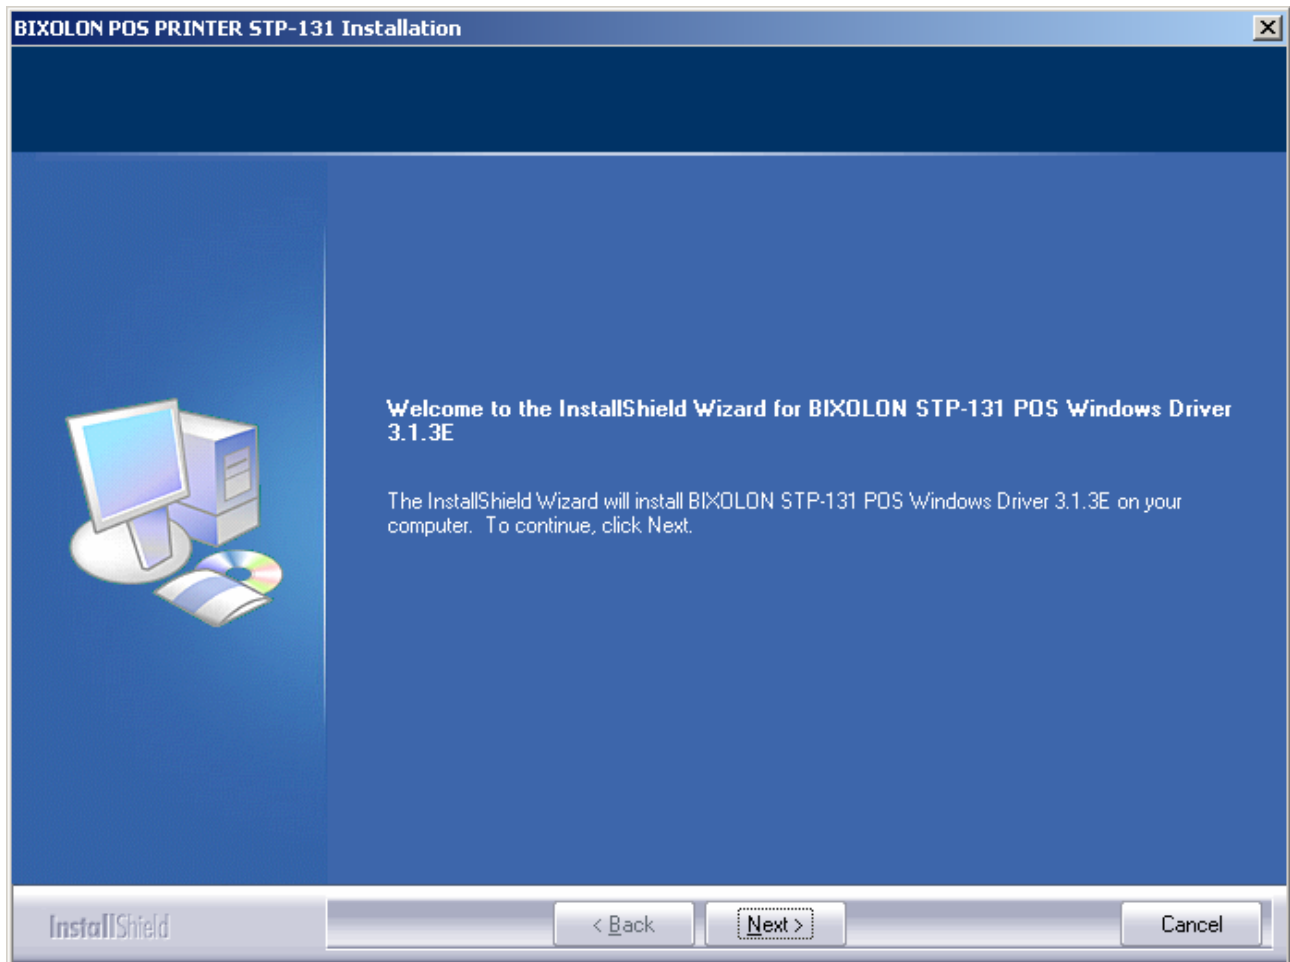 BIXOLON POS PRINTER STP-131 Installation
Welcome to the InstallShield Wizard for BIXOLON STP-131 POS Windows Driver
3.1.3E
The InstallShield Wizard will install BIXOLON STP-131 POS Windows Driver 3.1.3E on your
computer. To continue, click Next.
InstallShield
< Back
Next >
Cancel